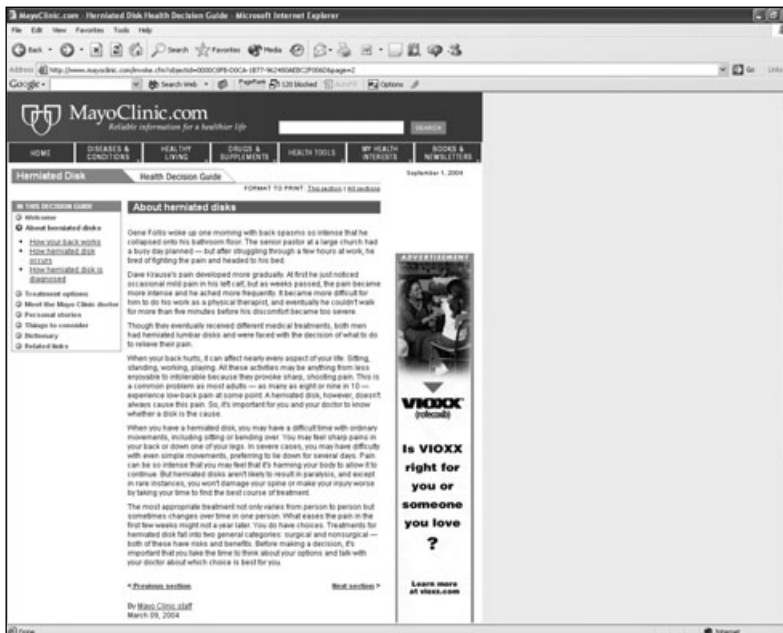 MayoClinic.com - Herniated Disk Health Decision Guide - Microsoft Internet Explorer
File Edit View Favorites Tools Help
Back Search Favorites Media
Address
Go Links
Google Search Web PageRank 120 blocked AutoFill Options
MayoClinic.com
Reliable information for a healthier life
SEARCH
HOME DISEASES & CONDITIONS HEALTHY LIVING DRUGS & SUPPLEMENTS HEALTH TOOLS MY HEALTH INTERESTS BOOKS & NEWSLETTERS
Herniated Disk Health Decision Guide
September 1, 2004
FORMAT TO PRINT: This section | All sections
IN THIS DECISION GUIDE
Welcome
About herniated disks
How your back works
How herniated disk occurs
How herniated disk is diagnosed
Treatment options
Meet the Mayo Clinic doctor
Personal stories
Things to consider
Dictionary
Related links
About herniated disks
Gene Follis woke up one morning with back spasms so intense that he
collapsed onto his bathroom floor. The senior pastor at a large church had
a busy day planned — but after struggling through a few hours at work, he
tired of fighting the pain and headed to his bed.
Dave Krause's pain developed more gradually. At first he just noticed
occasional mild pain in his left calf, but as weeks passed, the pain became
more intense and he ached more frequently. It became more difficult for
him to do his work as a physical therapist, and eventually he couldn't walk
for more than five minutes before his discomfort became too severe.
Though they eventually received different medical treatments, both men
had herniated lumbar disks and were faced with the decision of what to do
to relieve their pain.
When your back hurts, it can affect nearly every aspect of your life. Sitting,
standing, working, playing. All these activities may be anything from less
enjoyable to intolerable because they provoke sharp, shooting pain. This is
a common problem as most adults — as many as eight or nine in 10 —
experience low-back pain at some point. A herniated disk, however, doesn't
always cause this pain. So, it's important for you and your doctor to know
whether a disk is the cause.
When you have a herniated disk, you may have a difficult time with ordinary
movements, including sitting or bending over. You may feel sharp pains in
your back or down one of your legs. In severe cases, you may have difficulty
with even simple movements, preferring to lie down for several days. Pain
can be so intense that you may feel that it's harming your body to allow it to
continue. But herniated disks aren't likely to result in paralysis, and except
in rare instances, you won't damage your spine or make your injury worse
by taking your time to find the best course of treatment.
The most appropriate treatment not only varies from person to person but
sometimes changes over time in one person. What eases the pain in the
first few weeks might not a year later. You do have choices. Treatments for
herniated disk fall into two general categories: surgical and nonsurgical —
both of these have risks and benefits. Before making a decision, it's
important that you take the time to think about your options and talk with
your doctor about which choice is best for you.
< Previous section Next section >
By Mayo Clinic staff
March 09, 2004
ADVERTISEMENT
VIOXX
(rofecoxib)
Is VIOXX
right for
you or
someone
you love
?
Learn more
at vioxx.com
Done Internet